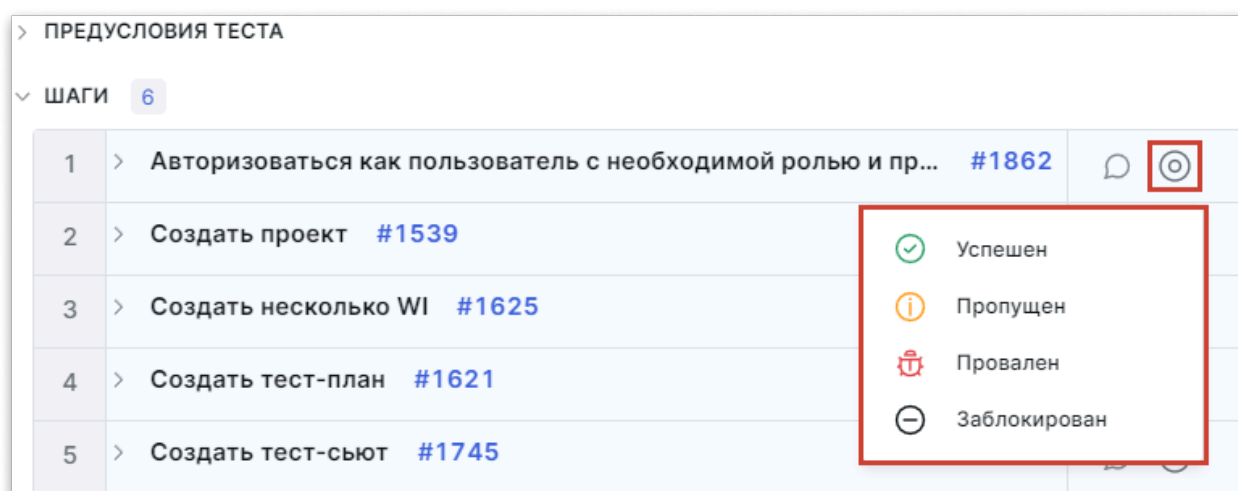 ПРЕДУСЛОВИЯ ТЕСТА
ШАГИ 6
1 Авторизоваться как пользователь с необходимой ролью и пр... #1862
2 Создать проект #1539
Успешен
3 Создать несколько WI #1625
Пропущен
Провален
4 Создать тест-план #1621
Заблокирован
5 Создать тест-сьют #1745